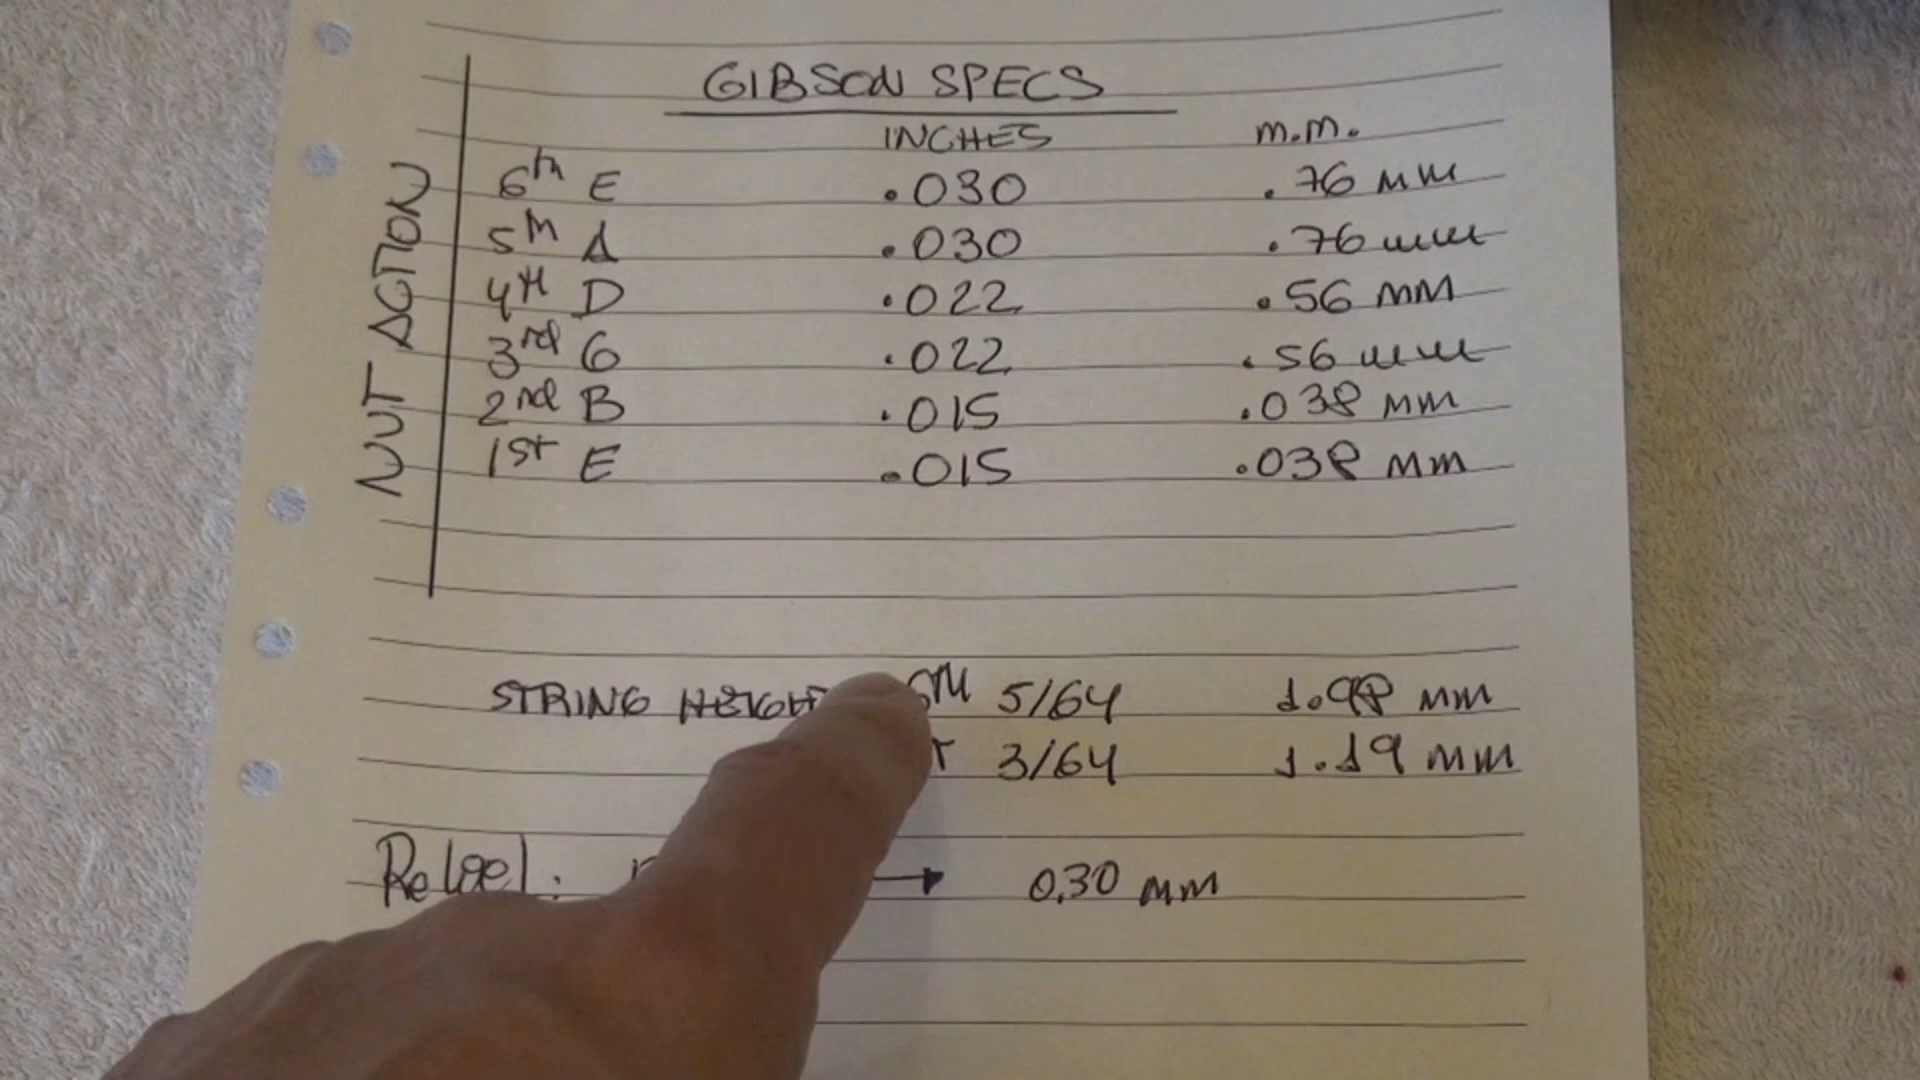 GIBSON SPECS
INCHES m.m.
NUT ACTION
6th E .030 .76 mm
5th A .030 .76 mm
4TH D .022 .56 mm
3rd G .022 .56 mm
2nd B .015 .038 mm
1ST E .015 .038 mm
STRING HEIGH 6TH 5/64 1.98 mm
3/64 1.19 mm
→ 0,30 mm